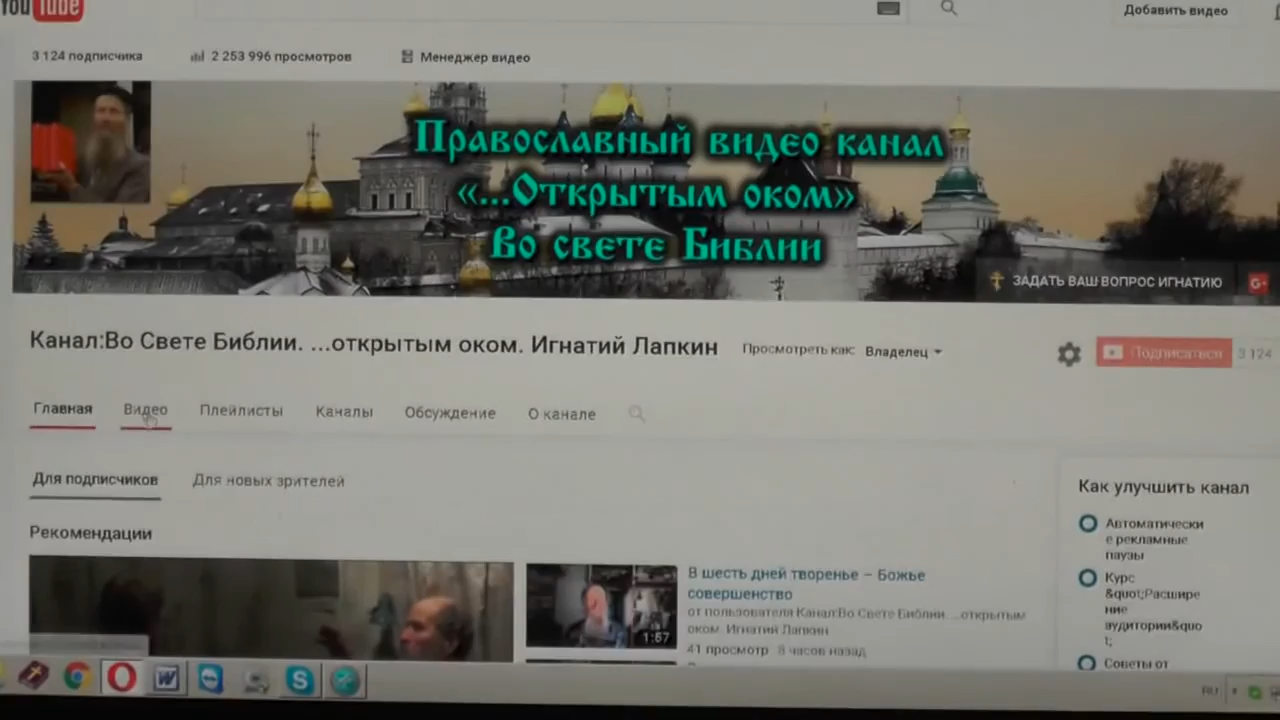 You Tube
Добавить видео
3 124 подписчика
2 253 996 просмотров
Менеджер видео
Православный видео канал
«...Открытым оком»
Во свете Библии
ЗАДАТЬ ВАШ ВОПРОС ИГНАТИЮ
G+
Канал:Во Свете Библии. ...открытым оком. Игнатий Лапкин
Просмотреть как:
Владелец
Подписаться
3 124
Главная
Видео
Плейлисты
Каналы
Обсуждение
О канале
Для подписчиков
Для новых зрителей
Рекомендации
В шесть дней творенье – Божье
совершенство
от пользователя Канал:Во Свете Библии. ...открытым
оком. Игнатий Лапкин
41 просмотр 8 часов назад
1:57
Как улучшить канал
Автоматически
е рекламные
паузы
Курс
&quot;Расшире
ние
аудитории&quo
t;
Советы от
RU